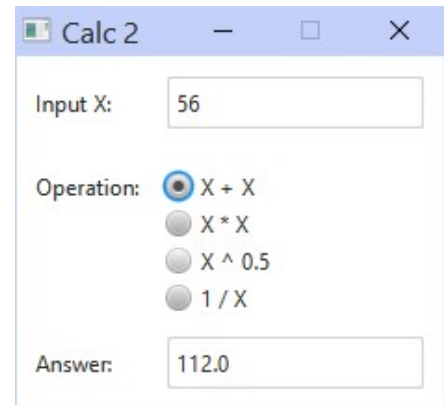 Calc 2
Input X: 56
Operation: X + X
X * X
X ^ 0.5
1 / X
Answer: 112.0